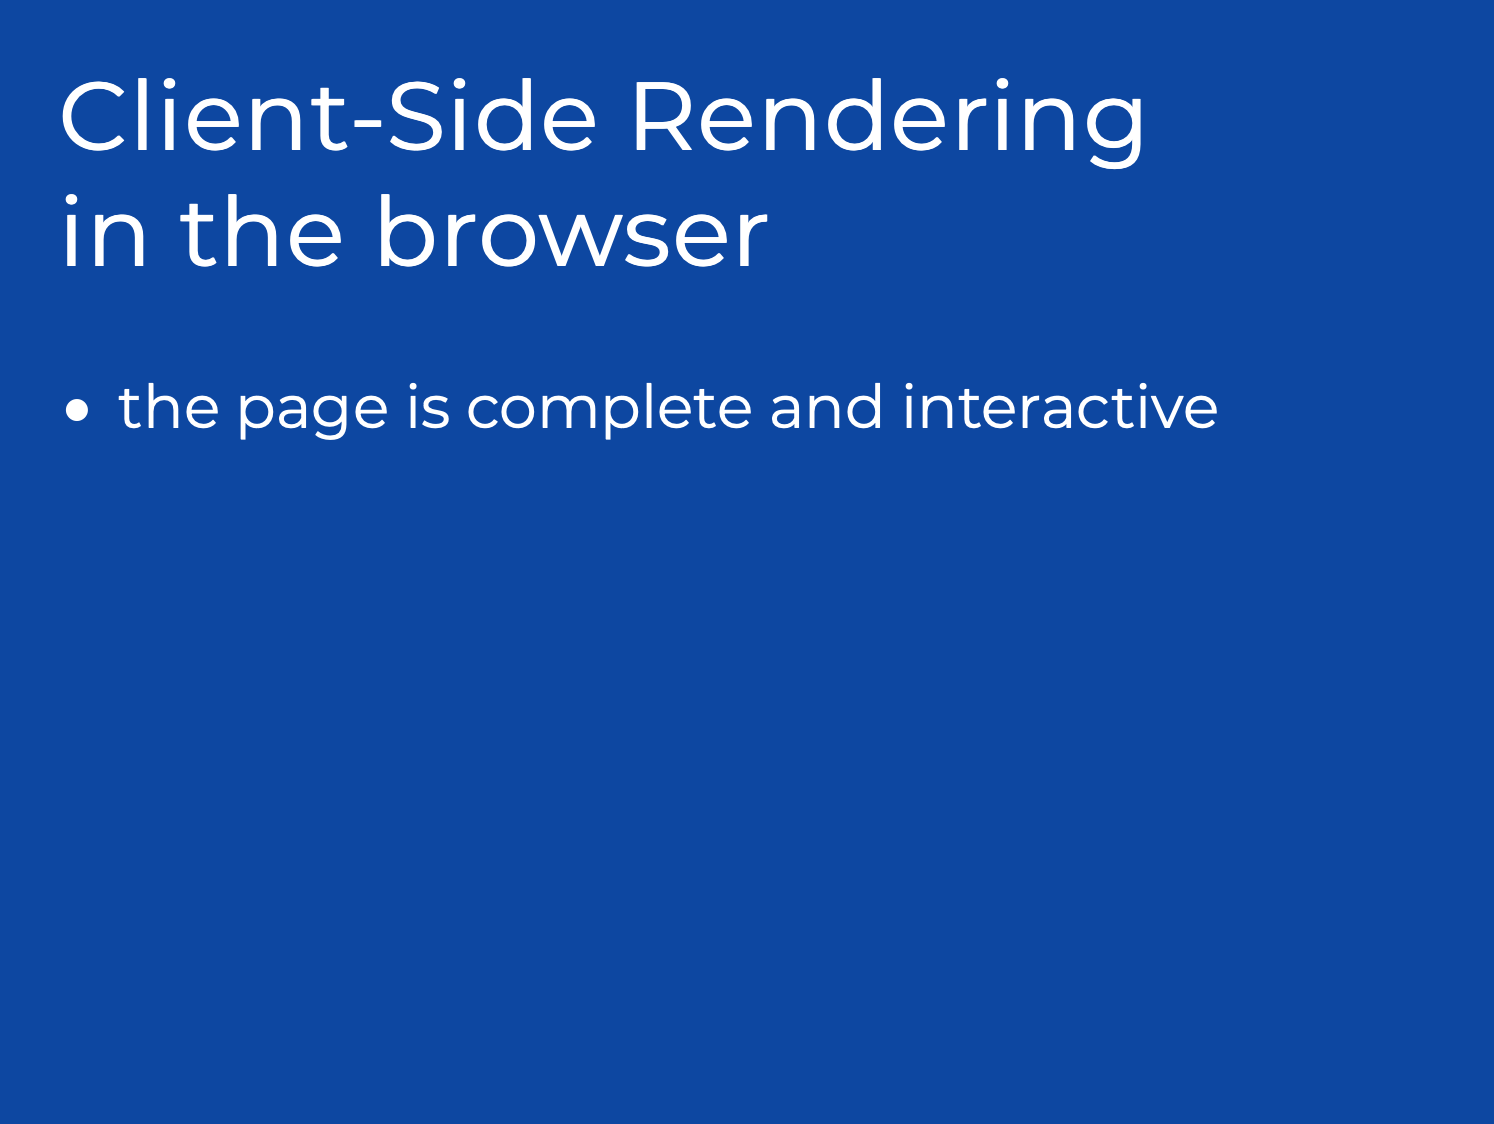 Client-Side Rendering
in the browser
• the page is complete and interactive